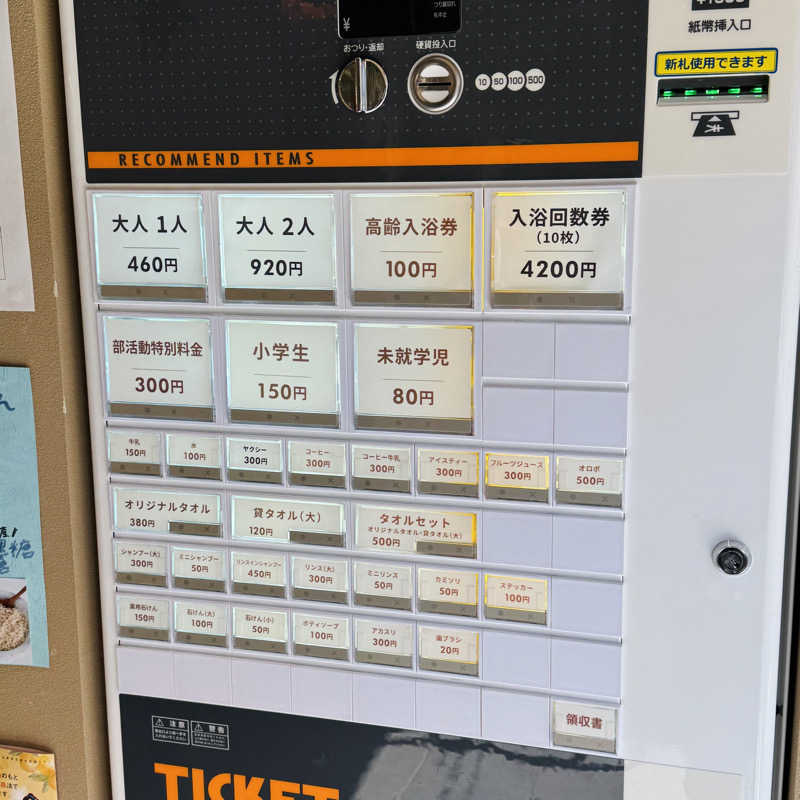 ¥
おつり・返却
硬貨投入口
10 50 100 500
紙幣挿入口
新札使用できます
RECOMMEND ITEMS
大人 1人
460円
大人 2人
920円
高齢入浴券
100円
入浴回数券
(10枚)
4200円
部活動特別料金
300円
小学生
150円
未就学児
80円
牛乳
150円
水
100円
ヤクシー
300円
コーヒー
300円
コーヒー牛乳
300円
アイスティー
300円
フルーツジュース
300円
オロポ
500円
オリジナルタオル
380円
貸タオル(大)
120円
タオルセット
オリジナルタオル・貸タオル(大)
500円
シャンプー(大)
300円
ミニシャンプー
50円
リンスインシャンプー
450円
リンス(大)
300円
ミニリンス
50円
カミソリ
50円
ステッカー
100円
薬用石けん
150円
石けん(大)
100円
石けん(小)
50円
ボディソープ
100円
アカスリ
300円
歯ブラシ
20円
領収書
注意
警告
TICKET